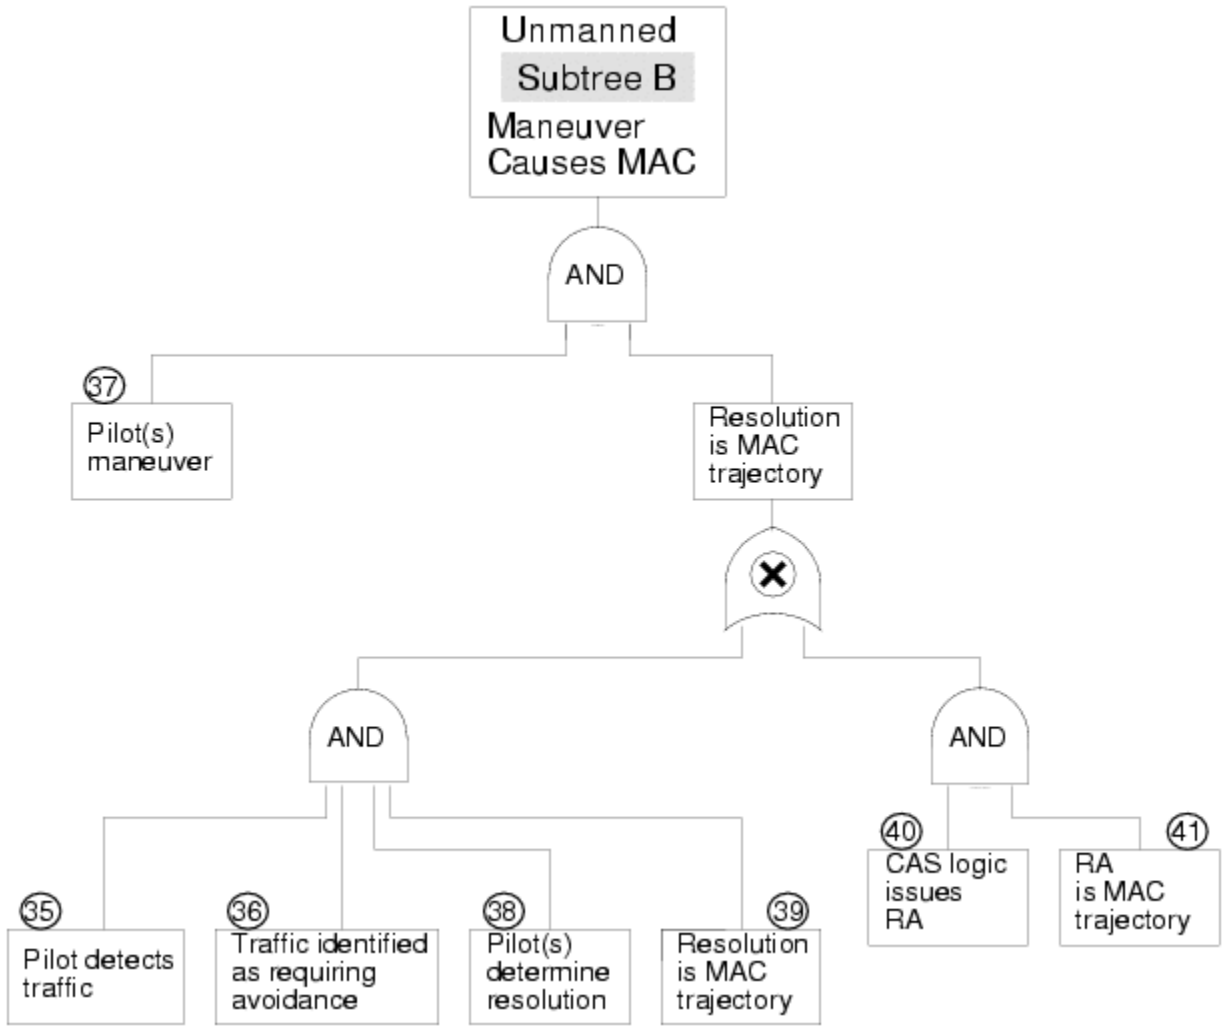 Unmanned
Subtree B
Maneuver
Causes MAC
AND
37
Pilot(s)
maneuver
Resolution
is MAC
trajectory
AND
AND
40
CAS logic
issues
RA
41
RA
is MAC
trajectory
35
Pilot detects
traffic
36
Traffic identified
as requiring
avoidance
38
Pilot(s)
determine
resolution
39
Resolution
is MAC
trajectory